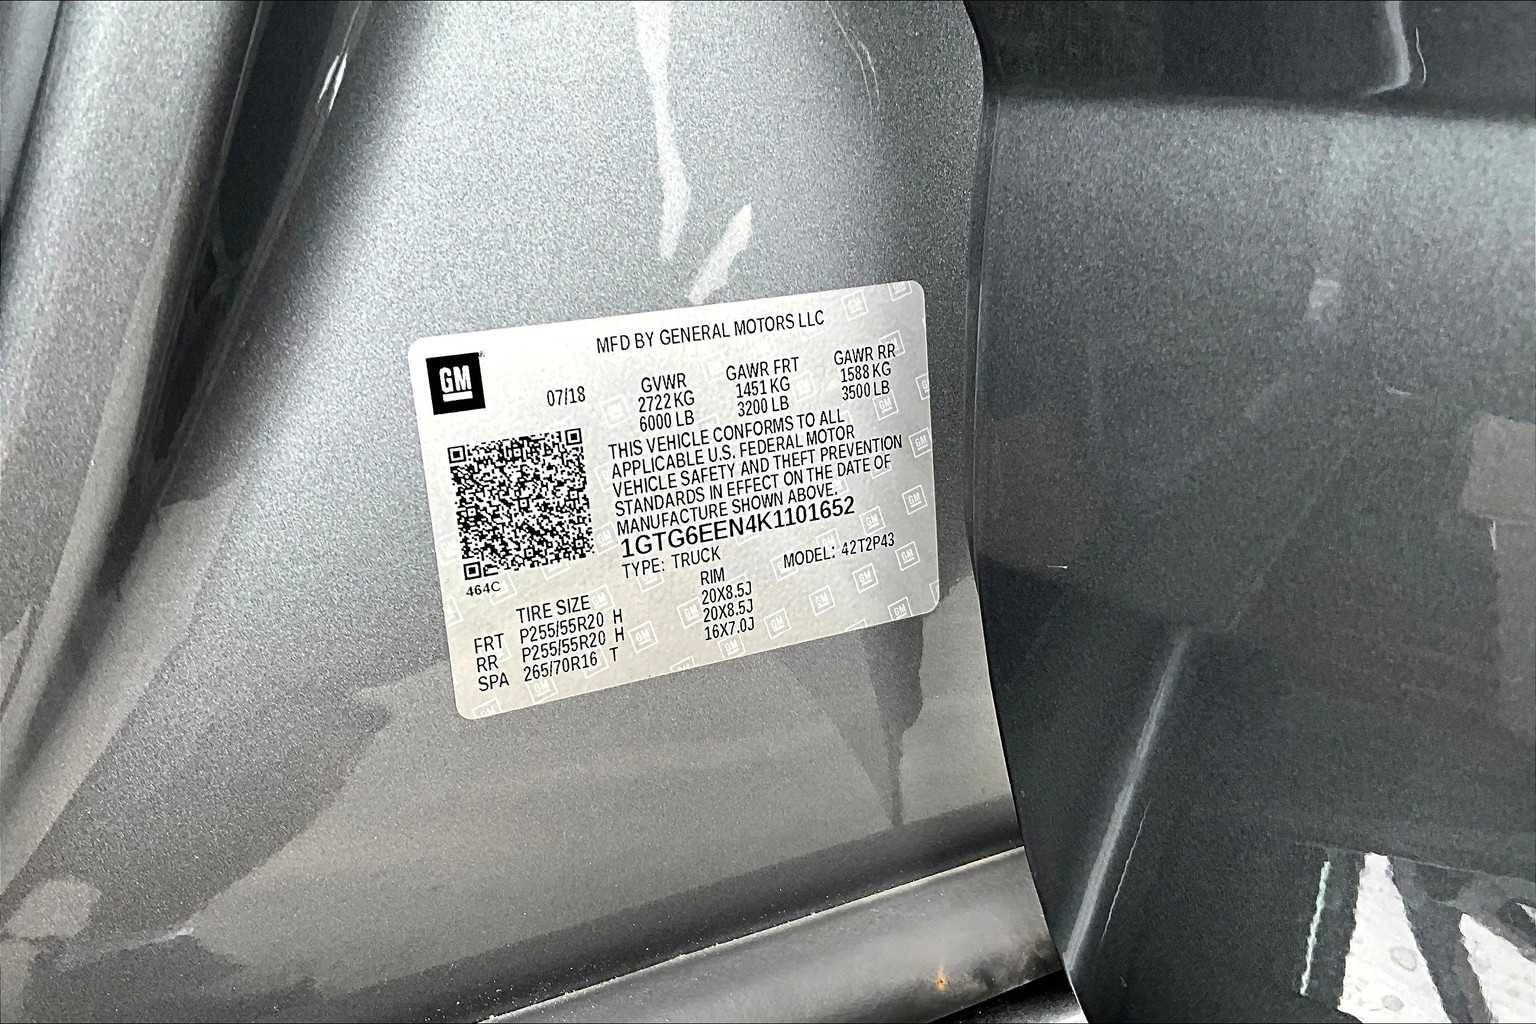 MFD BY GENERAL MOTORS LLC
GM
07/18
GVWR GAWR FRT GAWR RR
2722 KG 1451 KG 1588 KG
6000 LB 3200 LB 3500 LB
THIS VEHICLE CONFORMS TO ALL
APPLICABLE U.S. FEDERAL MOTOR
VEHICLE SAFETY AND THEFT PREVENTION
STANDARDS IN EFFECT ON THE DATE OF
MANUFACTURE SHOWN ABOVE.
1GTG6EEN4K1101652
TYPE: TRUCK MODEL: 42T2P43
464C
TIRE SIZE RIM
FRT P255/55R20 H 20X8.5J
RR P255/55R20 H 20X8.5J
SPA 265/70R16 T 16X7.0J